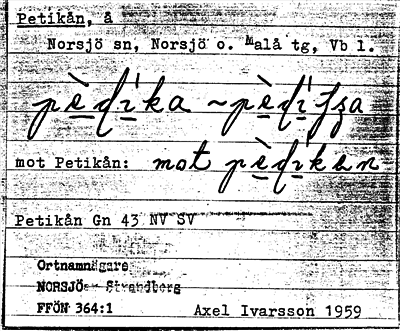 Petikån, å
Norsjö sn, Norsjö o. Malå tg, Vb l.
pèdika ~ pèdi
mot Petikån: mot pèdikan
Petikån Gn 43 NV SV
Ortnamnägare
NORSJÖ Strandberg
FFÖN 364:1 Axel Ivarsson 1959